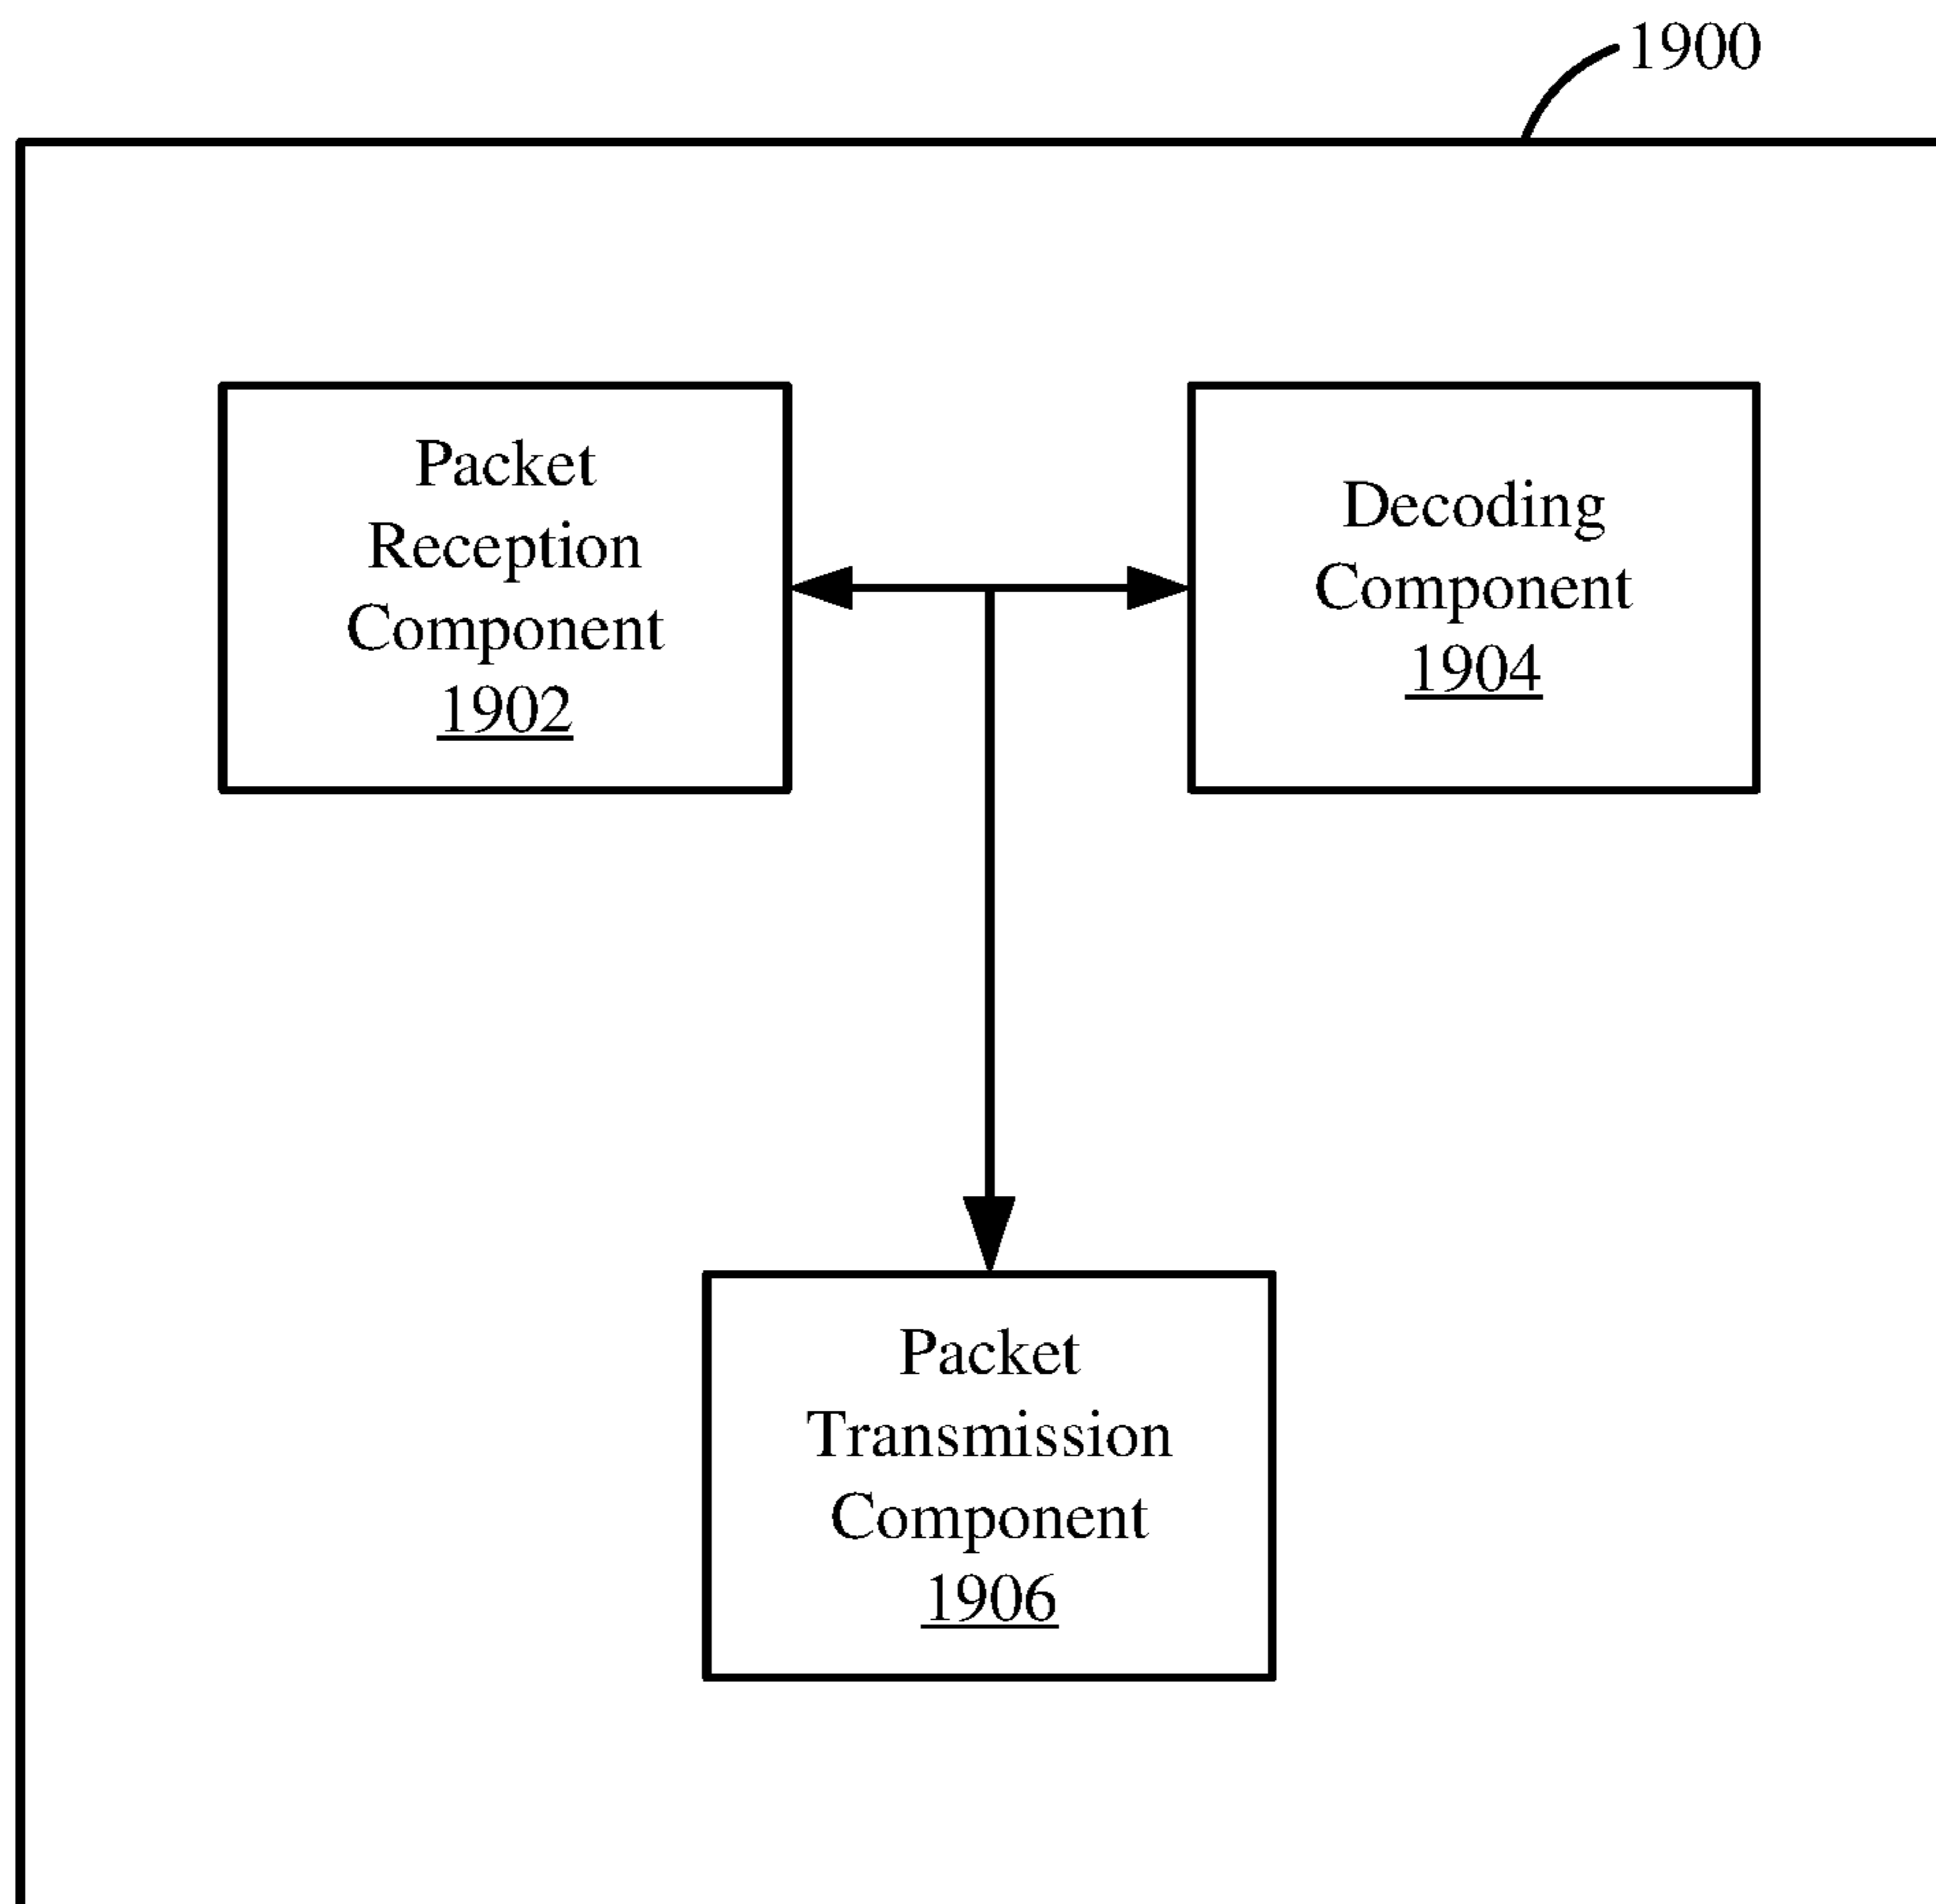 1900
Packet
Reception
Component
1902
Decoding
Component
1904
Packet
Transmission
Component
1906